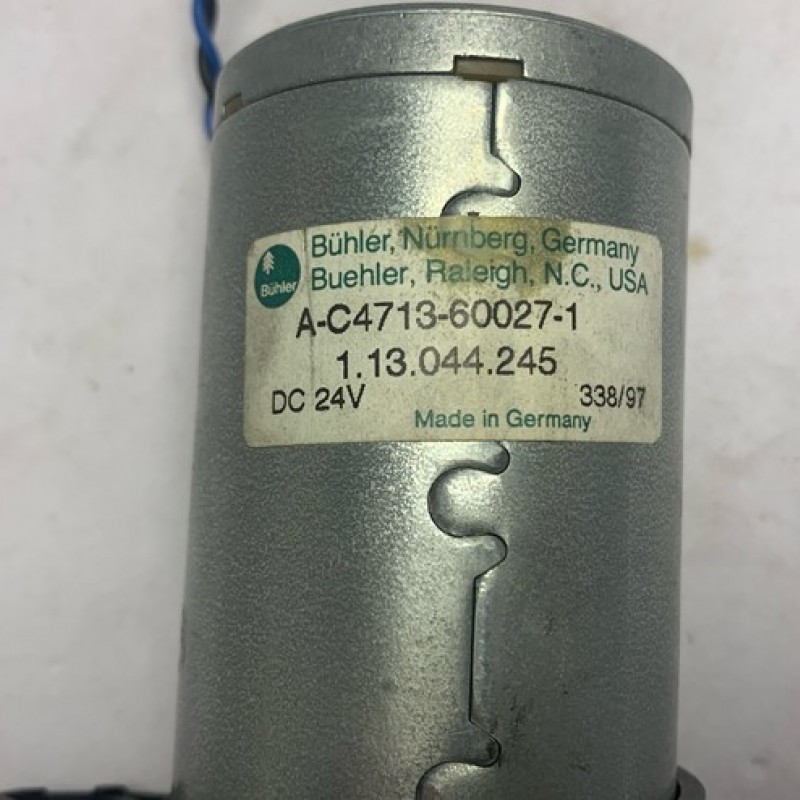 Bühler
Bühler, Nürnberg, Germany
Buehler, Raleigh, N.C., USA
A-C4713-60027-1
1.13.044.245
DC 24V 338/97
Made in Germany